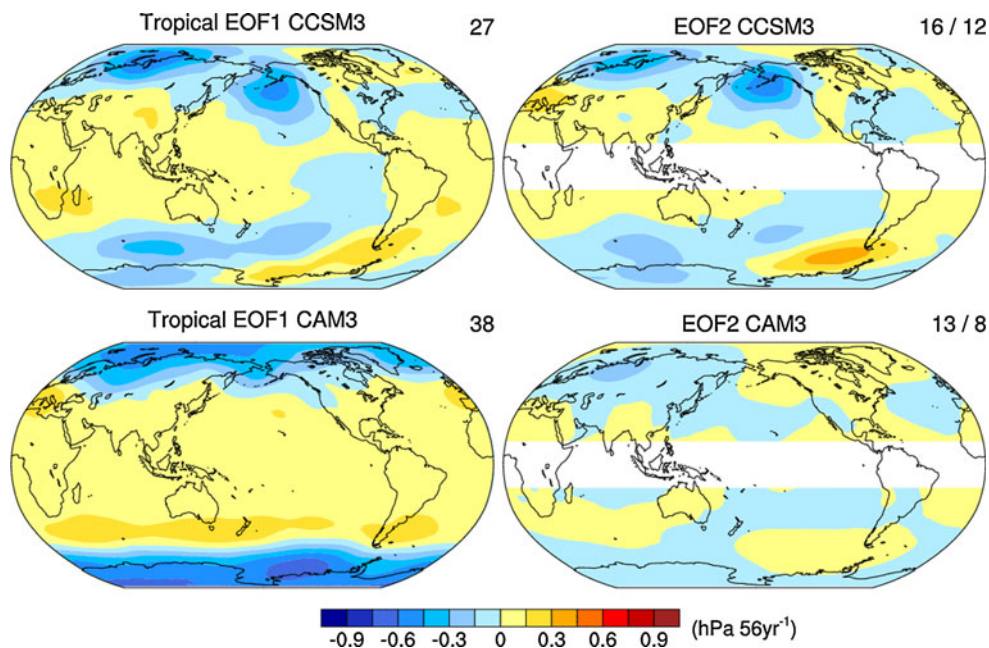 Tropical EOF1 CCSM3 27
EOF2 CCSM3 16 / 12
Tropical EOF1 CAM3 38
EOF2 CAM3 13 / 8
-0.9 -0.6 -0.3 0 0.3 0.6 0.9 (hPa 56yr⁻¹)